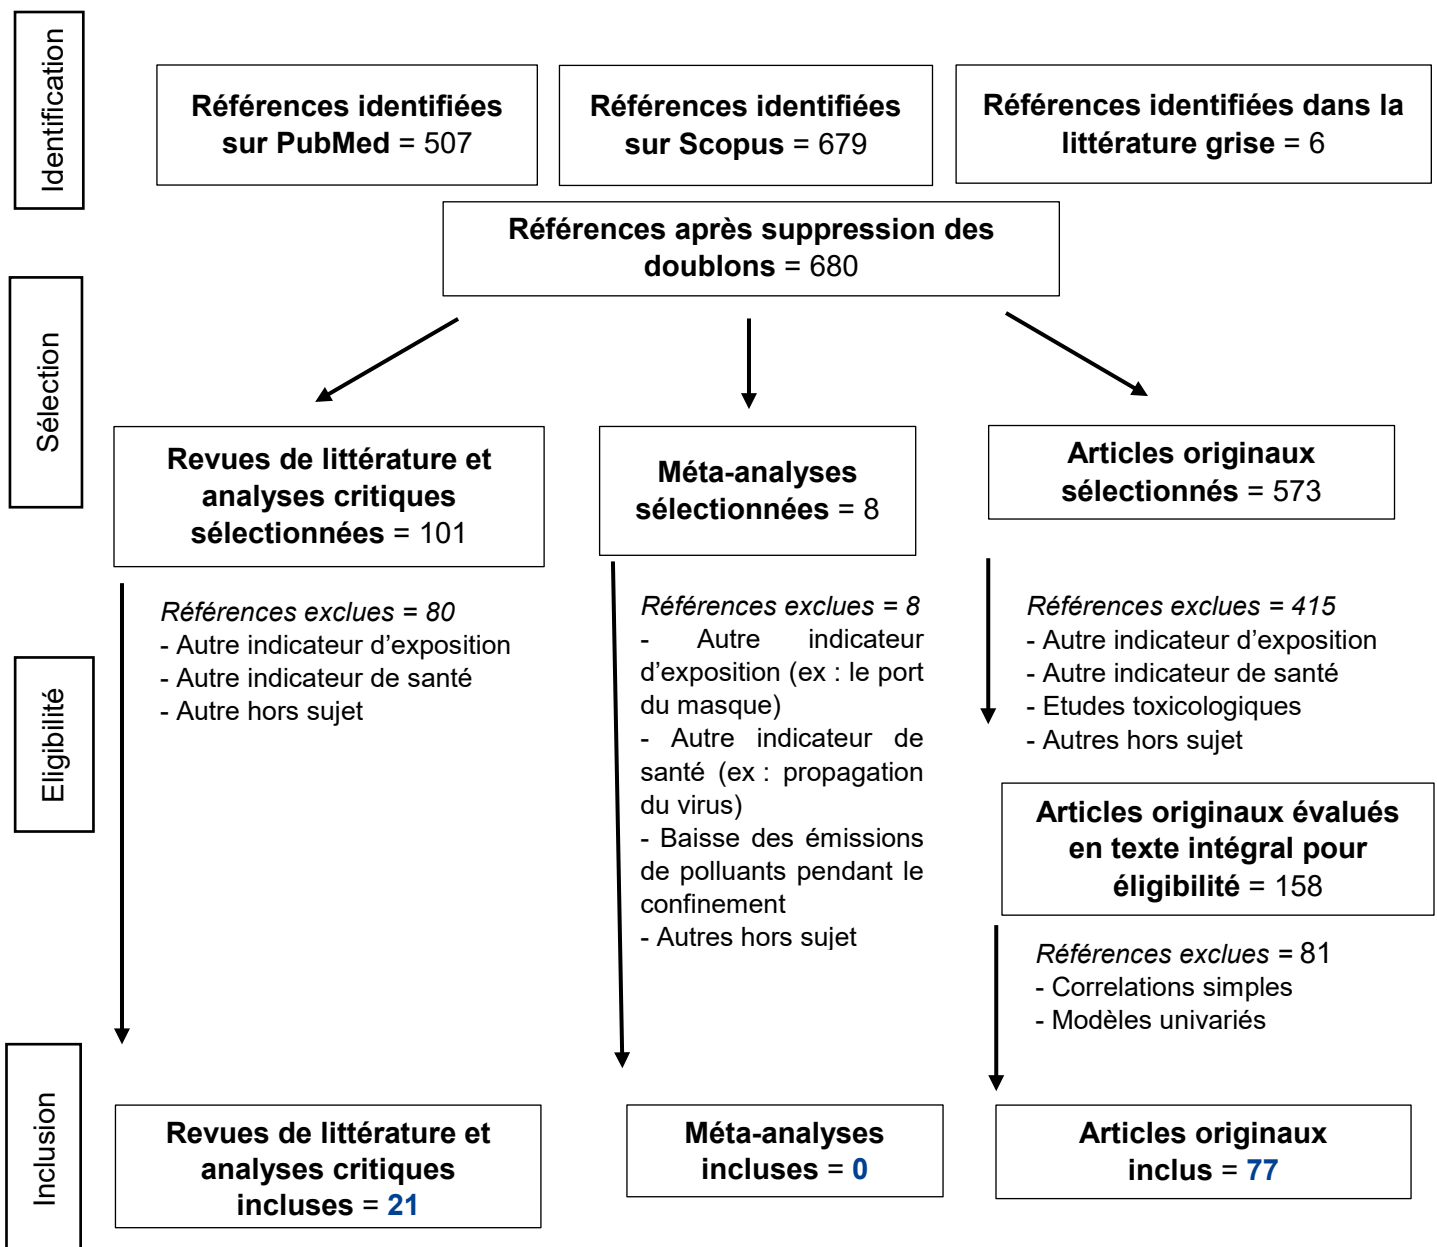 Identification
Références identifiées
sur PubMed = 507
Références identifiées
sur Scopus = 679
Références identifiées dans la
littérature grise = 6
Références après suppression des
doublons = 680
Sélection
Revues de littérature et
analyses critiques
sélectionnées = 101
Méta-analyses
sélectionnées = 8
Articles originaux
sélectionnés = 573
Eligibilité
Références exclues = 80
- Autre indicateur d'exposition
- Autre indicateur de santé
- Autre hors sujet
Références exclues = 8
- Autre indicateur
d'exposition (ex : le port
du masque)
- Autre indicateur de
santé (ex : propagation
du virus)
- Baisse des émissions
de polluants pendant le
confinement
- Autres hors sujet
Références exclues = 415
- Autre indicateur d'exposition
- Autre indicateur de santé
- Etudes toxicologiques
- Autres hors sujet
Articles originaux évalués
en texte intégral pour
éligibilité = 158
Références exclues = 81
- Correlations simples
- Modèles univariés
Inclusion
Revues de littérature et
analyses critiques
incluses = 21
Méta-analyses
incluses = 0
Articles originaux
inclus = 77